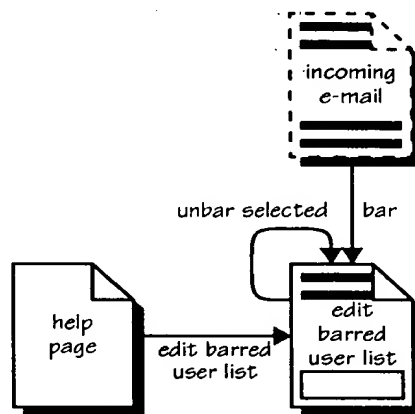 incoming
e-mail
unbar selected
bar
help
page
edit barred
user list
edit
barred
user list